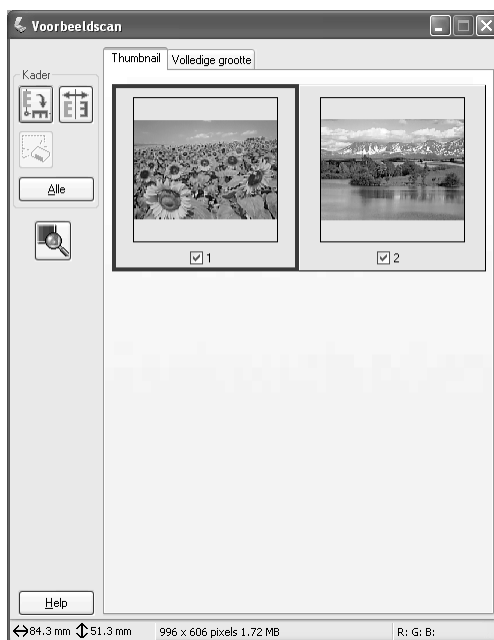 Voorbeeldscan
Thumbnail Volledige grootte
Kader
Alle
1 2
Help
84.3 mm 51.3 mm 996 x 606 pixels 1.72 MB R: G: B: